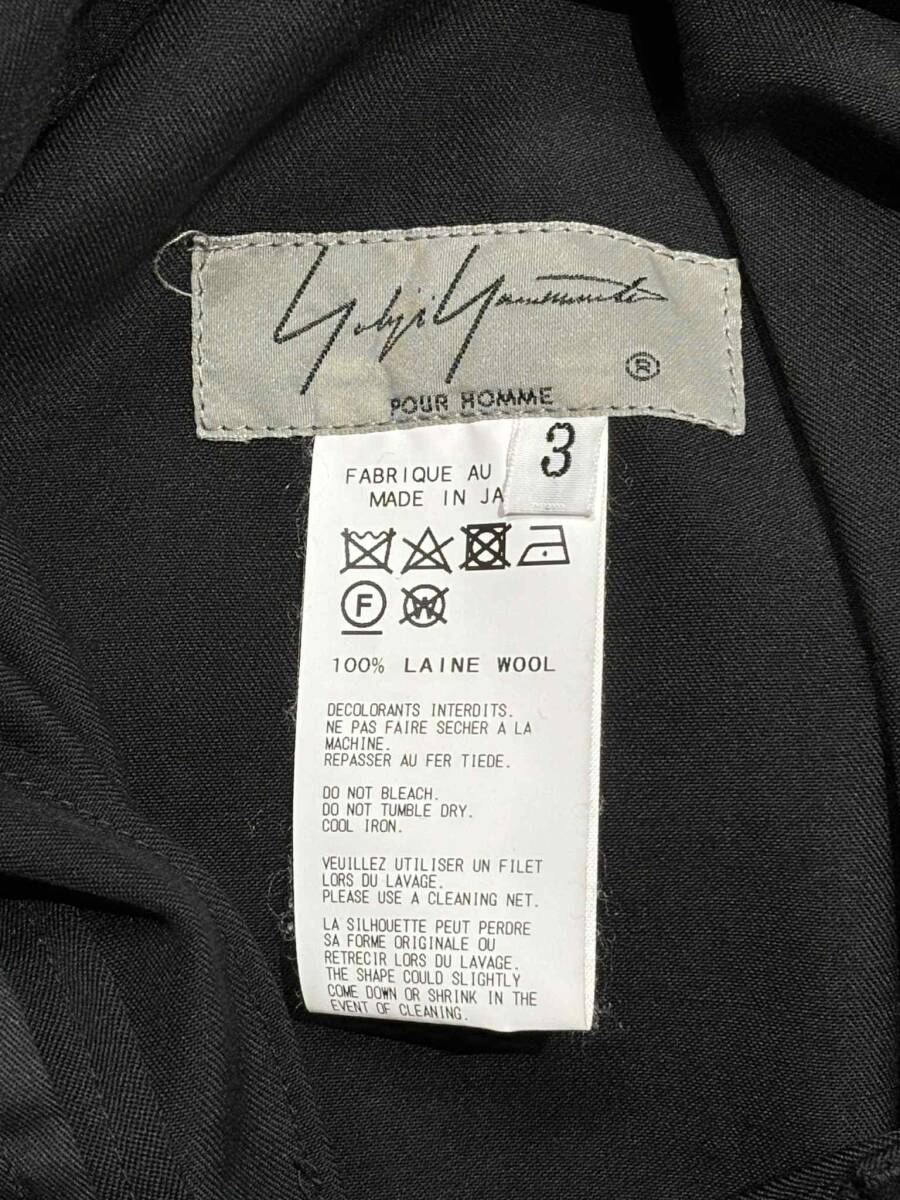 Yohji Yamamoto
®
POUR HOMME
3
FABRIQUE AU
MADE IN JA
F W
100% LAINE WOOL
DECOLORANTS INTERDITS.
NE PAS FAIRE SECHER A LA
MACHINE.
REPASSER AU FER TIEDE.
DO NOT BLEACH.
DO NOT TUMBLE DRY.
COOL IRON.
VEUILLEZ UTILISER UN FILET
LORS DU LAVAGE.
PLEASE USE A CLEANING NET.
LA SILHOUETTE PEUT PERDRE
SA FORME ORIGINALE OU
RETRECIR LORS DU LAVAGE.
THE SHAPE COULD SLIGHTLY
COME DOWN OR SHRINK IN THE
EVENT OF CLEANING.